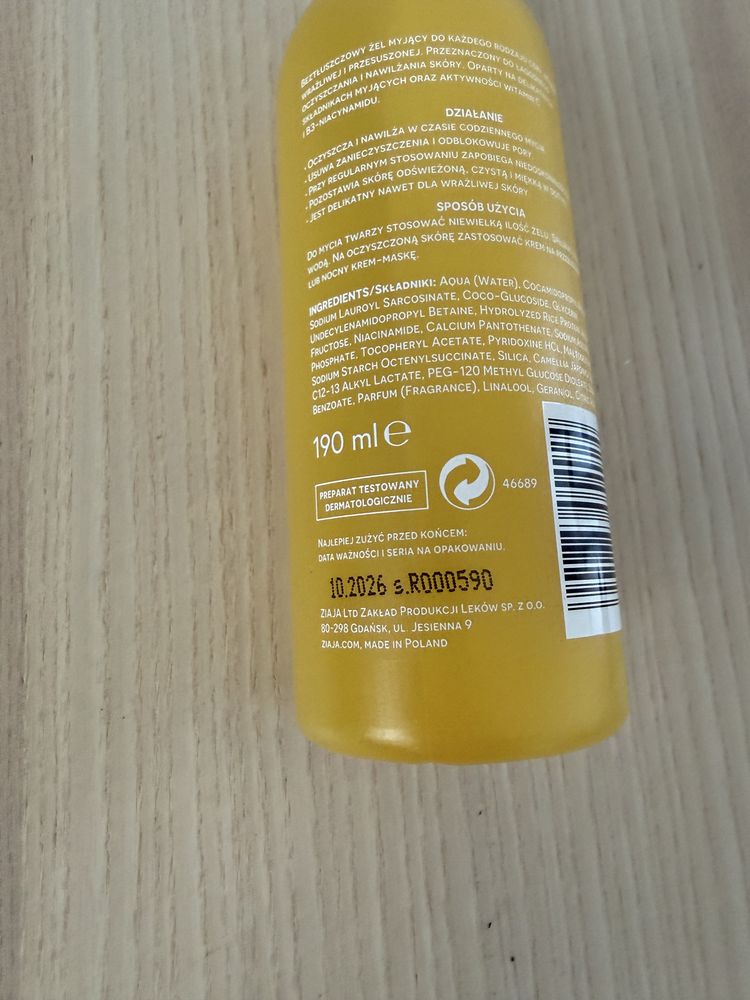 Beztłuszczowy żel myjący do każdego rodzaju
wrażliwej i przesuszonej. Przeznaczony do
oczyszczania i nawilżania skóry. Oparty na
składnikach myjących oraz aktywności witamin C
i B3-niacynamidu.
DZIAŁANIE
· Oczyszcza i nawilża w czasie codziennego mycia
· Usuwa zanieczyszczenia i odblokowuje pory
· Przy regularnym stosowaniu zapobiega
· Pozostawia skórę odświeżoną, czystą i miękką w
· Jest delikatny nawet dla wrażliwej skóry
SPOSÓB UŻYCIA
Do mycia twarzy stosować niewielką ilość żelu.
wodą. Na oczyszczoną skórę zastosować krem na
lub nocny krem-maskę.
Ingredients/Składniki: Aqua (Water),
Sodium Lauroyl Sarcosinate, Coco-Glucoside,
Undecylenamidopropyl Betaine, Hydrolyzed Rice Protein,
Fructose, Niacinamide, Calcium Pantothenate,
Phosphate, Tocopheryl Acetate, Pyridoxine HCl,
Sodium Starch Octenylsuccinate, Silica, Camellia
C12-13 Alkyl Lactate, PEG-120 Methyl Glucose
Benzoate, Parfum (Fragrance), Linalool, Geraniol,
190 ml ℮
PREPARAT TESTOWANY
DERMATOLOGICZNIE
46689
Najlepiej zużyć przed końcem:
data ważności i seria na opakowaniu.
10.2026 s.R000590
Ziaja Ltd Zakład Produkcji Leków sp. z o.o.
80-298 Gdańsk, ul. Jesienna 9
ziaja.com, made in Poland